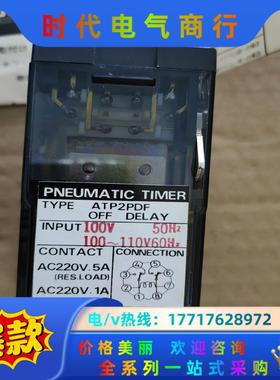 时代电气商行
PNEUMATIC TIMER
TYPE ATP2PDF
OFF DELAY
INPUT 100V 50Hz
100~110V60Hz
CONTACT CONNECTION
AC220V.5A
(RES.LOAD)
AC220V.1A
爆款
电/v热线：17717628972
价格美丽 欢迎咨询
全系列一站式采购